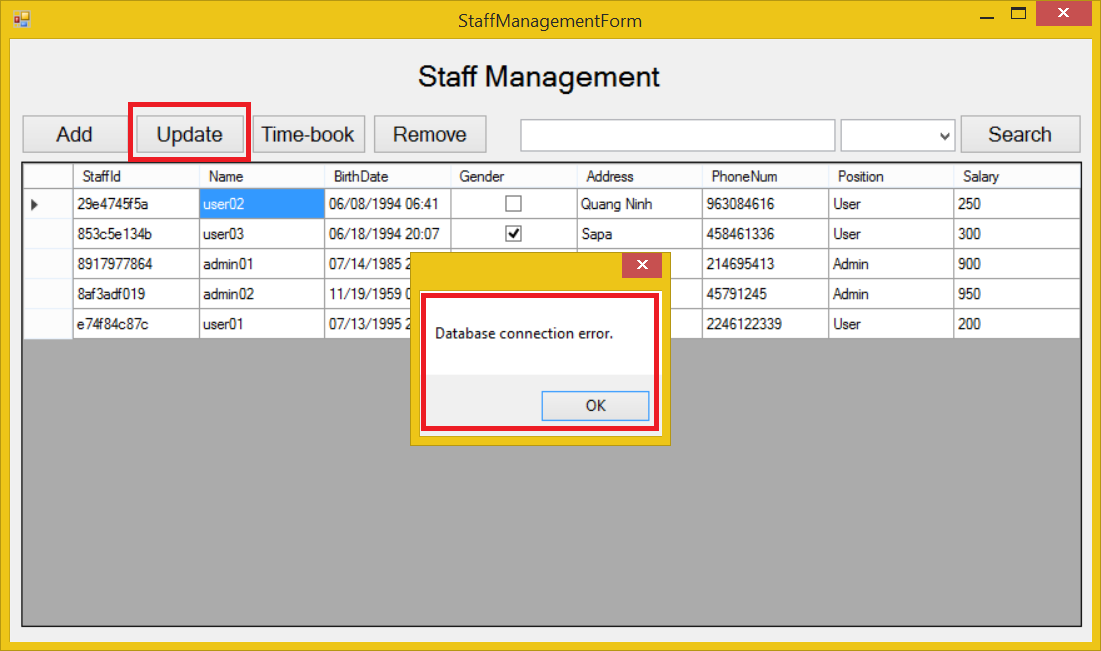 StaffManagementForm
Staff Management
Add Update Time-book Remove Search
StaffId Name BirthDate Gender Address PhoneNum Position Salary
29e4745f5a user02 06/08/1994 06:41 Quang Ninh 963084616 User 250
853c5e134b user03 06/18/1994 20:07 Sapa 458461336 User 300
8917977864 admin01 07/14/1985 2 214695413 Admin 900
8af3adf019 admin02 11/19/1959 0 45791245 Admin 950
e74f84c87c user01 07/13/1995 2 2246122339 User 200
Database connection error.
OK